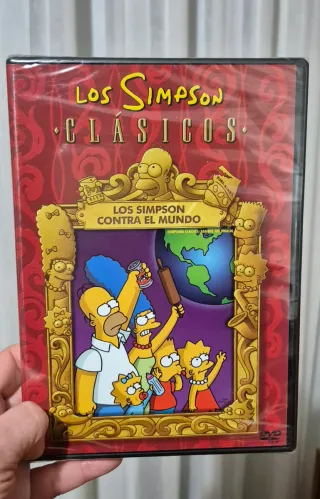 LOS SIMPSON
·CLÁSICOS·
LOS SIMPSON
CONTRA EL MUNDO
DVD